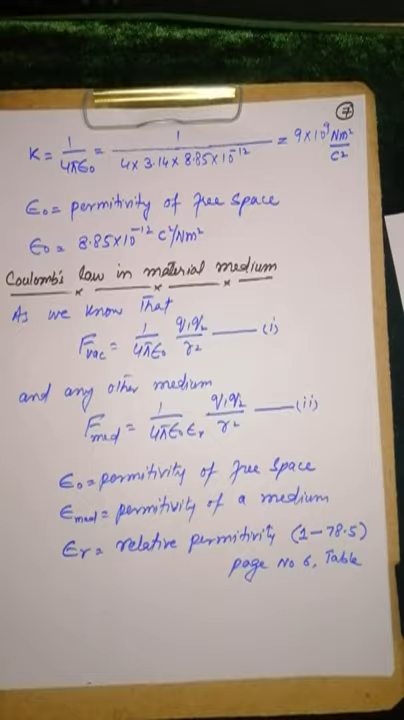 7
K = 1/4πε₀ = 1/4×3.14×8.85×10⁻¹² = 9×10⁹ Nm²/C²
ε₀ = permitivity of free space
ε₀ = 8.85×10⁻¹² C²/Nm²
Coulomb's law in material medium
As we know that
F_vac = 1/4πε₀ q₁q₂/r² —— (i)
and any other medium
F_med = 1/4πε₀εᵣ q₁q₂/r² —— (ii)
ε₀ = permitivity of free space
ε_med = permitivity of a medium
εr = relative permitivity (1–78.5)
page No 6, Table